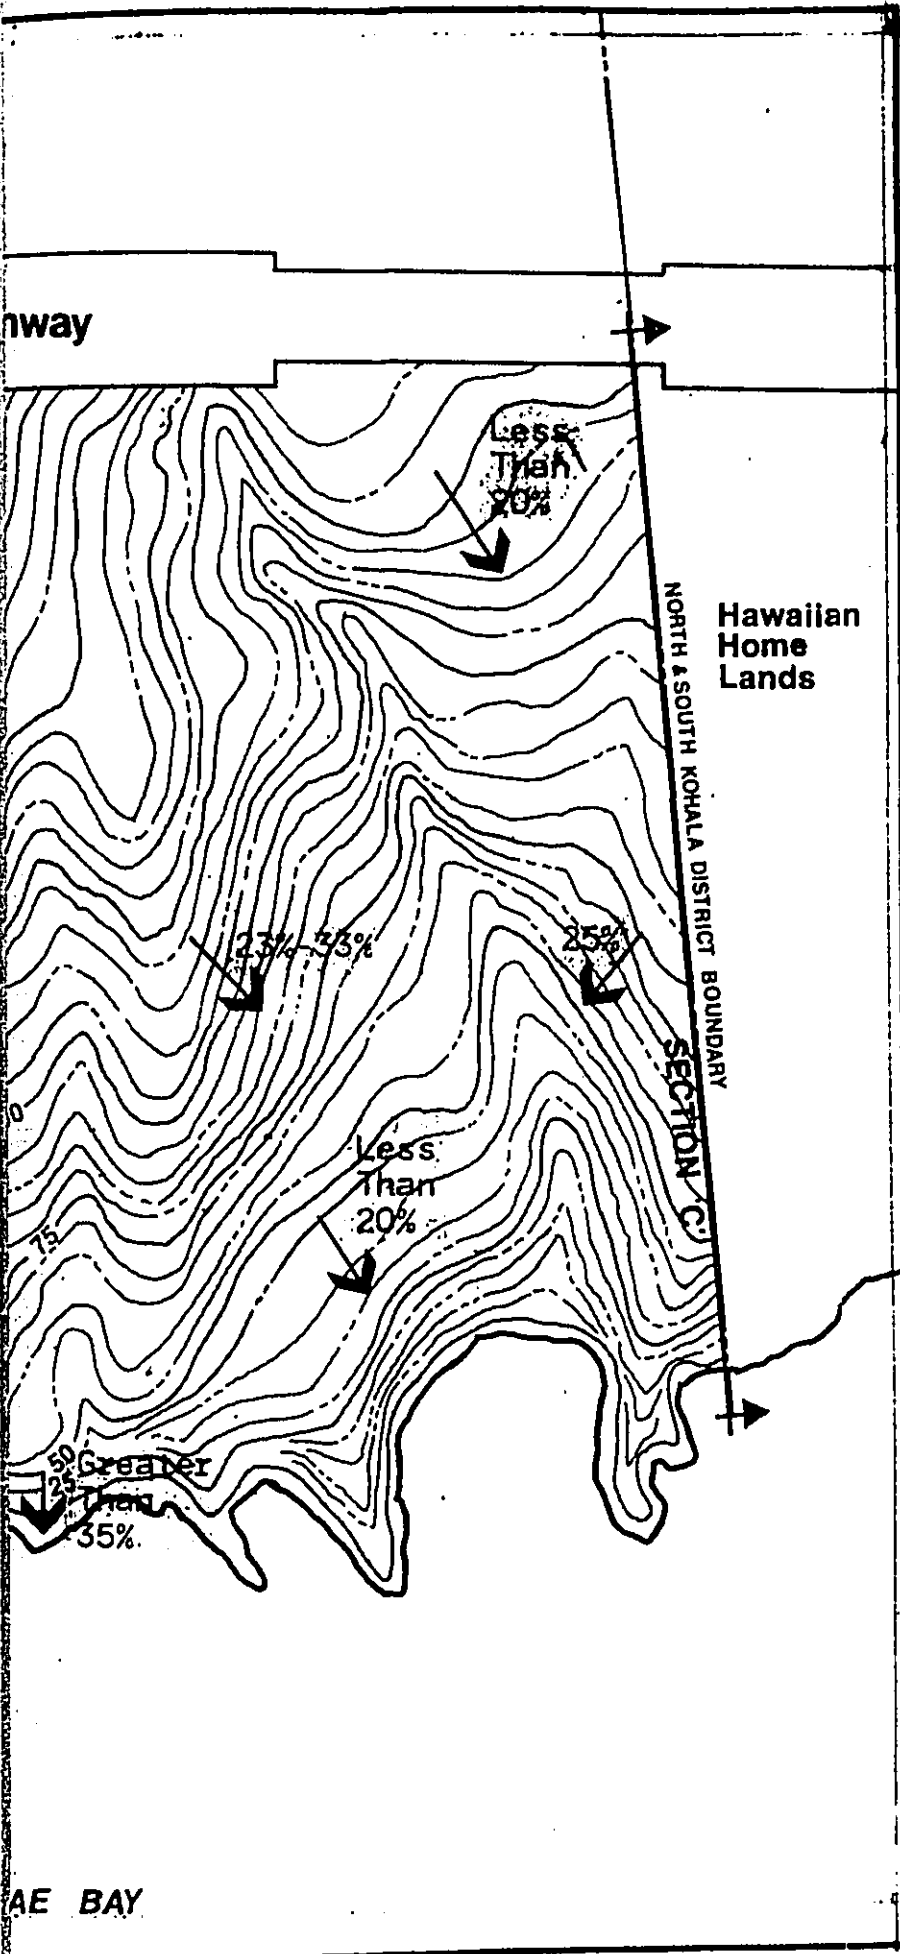 hway
Less
Than
20%
Hawaiian
Home
Lands
NORTH & SOUTH KOHALA DISTRICT BOUNDARY
23%-33%
25%
SECTION 'C'
0
Less
Than
20%
75
50
25
Greater
Than
35%
AE BAY